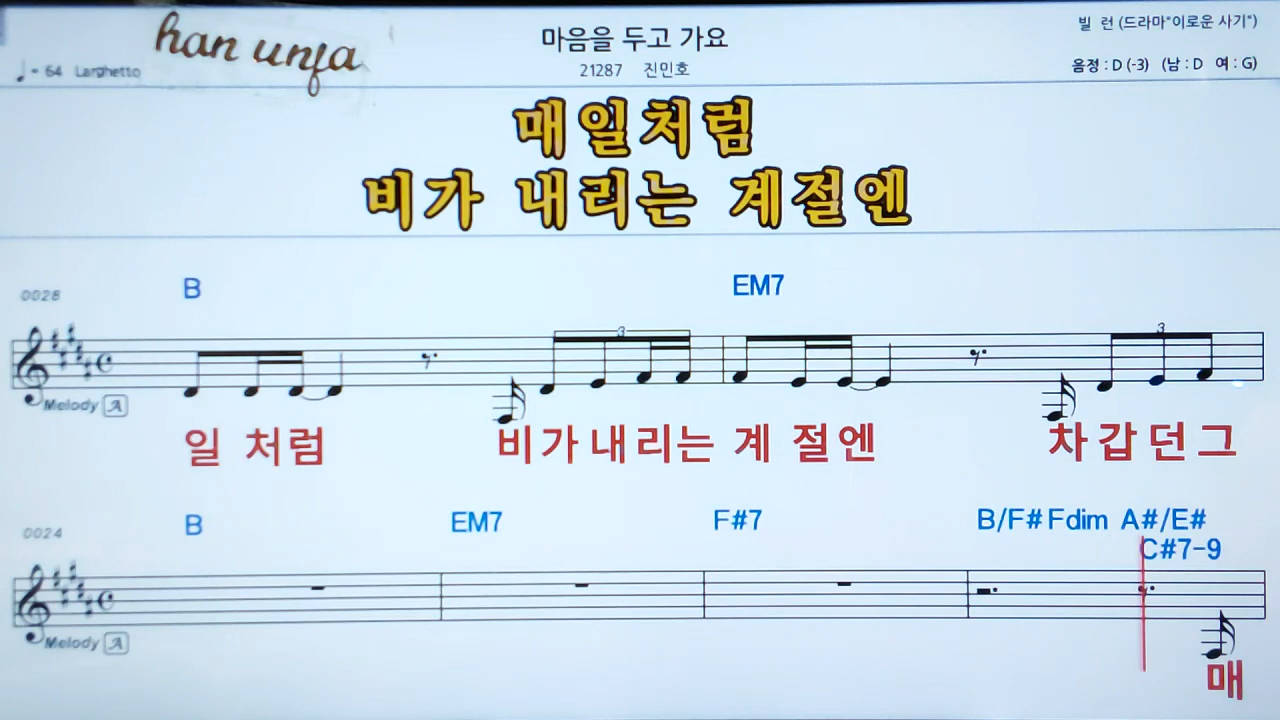 han unja
마음을 두고 가요
빌 런 (드라마"이로운 사기")
♩= 64 Larghetto
21287 진민호
음정 : D (-3) (남 : D 여 : G)
매일처럼
비가 내리는 계절엔
0028
B EM7
3 3
Melody A
일 처럼 비가내리는 계 절엔 차갑던그
0024
B EM7 F#7 B/F# Fdim A#/E#
C#7-9
Melody A
매